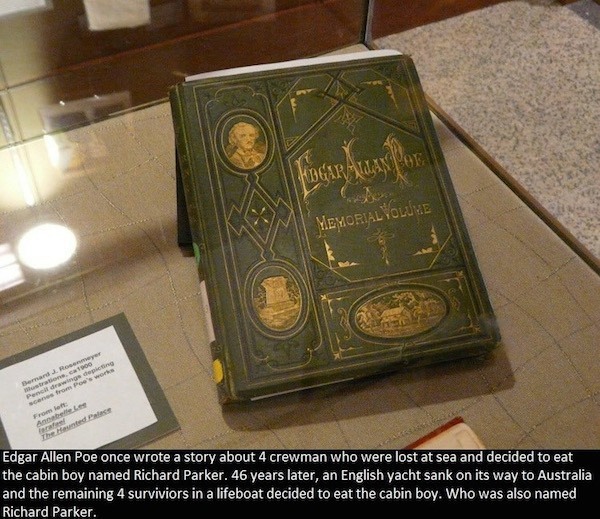 EDGAR ALLAN POE
A
MEMORIAL VOLUME
Bernard J. Rosenmeyer
Illustrations, ca 1900
Pencil drawings depicting
scenes from Poe's works
From left:
Annabelle Lee
Israfael
The Haunted Palace
Edgar Allen Poe once wrote a story about 4 crewman who were lost at sea and decided to eat
the cabin boy named Richard Parker. 46 years later, an English yacht sank on its way to Australia
and the remaining 4 surviviors in a lifeboat decided to eat the cabin boy. Who was also named
Richard Parker.